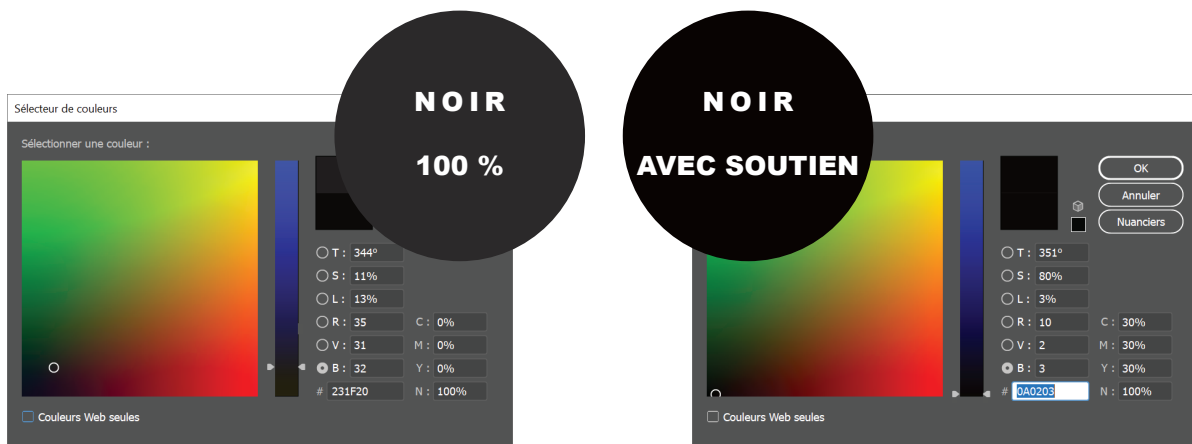 NOIR
100 %
NOIR
AVEC SOUTIEN
Sélecteur de couleurs
Sélectionner une couleur :
T : 344°
S : 11%
L : 13%
R : 35 C : 0%
V : 31 M : 0%
B : 32 Y : 0%
# 231F20 N : 100%
Couleurs Web seules
OK
Annuler
Nuanciers
T : 351°
S : 80%
L : 3%
R : 10 C : 30%
V : 2 M : 30%
B : 3 Y : 30%
# 0A0203 N : 100%
Couleurs Web seules